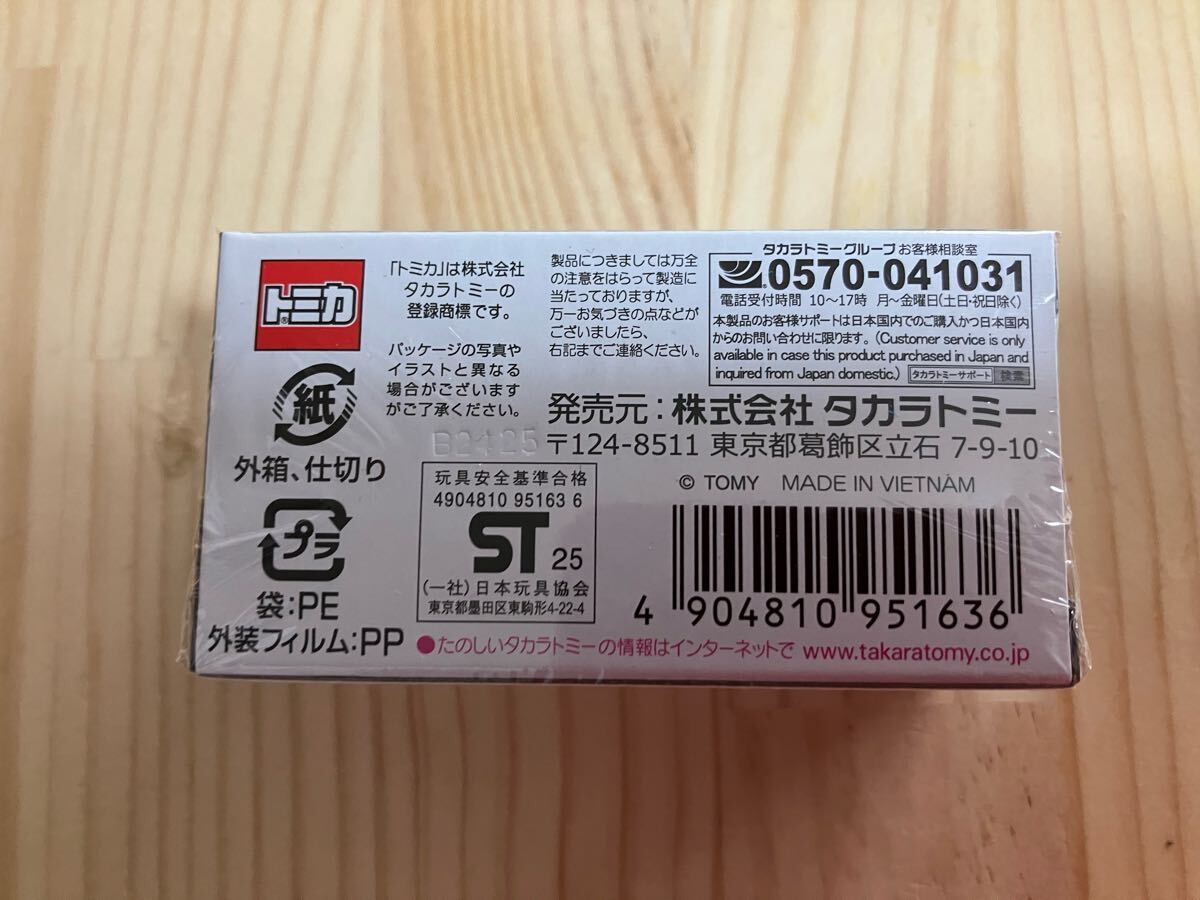 トミカ®
「トミカ」は株式会社
タカラトミーの
登録商標です。
パッケージの写真や
イラストと異なる
場合がございます
がご了承ください。
製品につきましては万全
の注意をはらって製造に
当たっておりますが、
万一お気づきの点などが
ございましたら、
右記までご連絡ください。
タカラトミーグループ お客様相談室
0570-041031
電話受付時間 10〜17時 月〜金曜日(土日・祝日除く)
本製品のお客様サポートは日本国内でのご購入かつ日本国内
からのお問い合わせに限ります。(Customer service is only
available in case this product purchased in Japan and
inquired from Japan domestic.) タカラトミーサポート 検索
紙
外箱、仕切り
プラ
袋:PE
外装フィルム:PP
B2425
発売元:株式会社 タカラトミー
〒124-8511 東京都葛飾区立石 7-9-10
© TOMY MADE IN VIETNAM
玩具安全基準合格
4904810 95163 6
ST 25
(一社)日本玩具協会
東京都墨田区東駒形4-22-4
4 904810 951636
●たのしいタカラトミーの情報はインターネットで www.takaratomy.co.jp